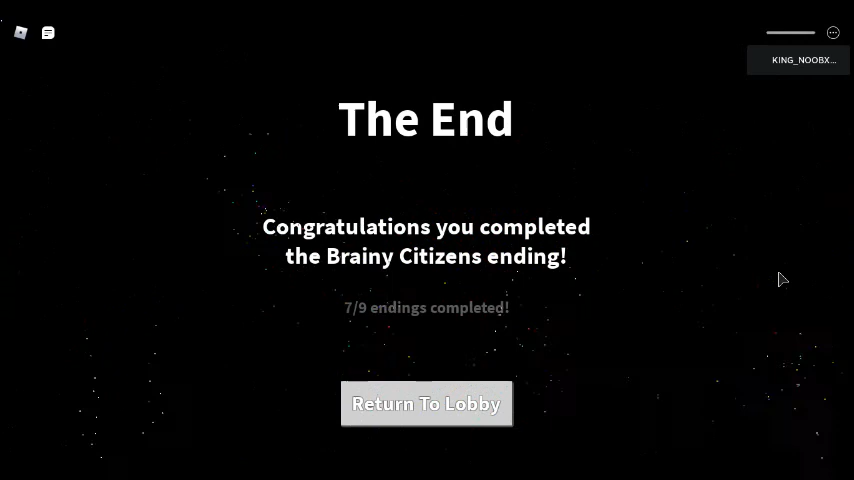 KING_NOOBX...
The End
Congratulations you completed
the Brainy Citizens ending!
7/9 endings completed!
Return To Lobby